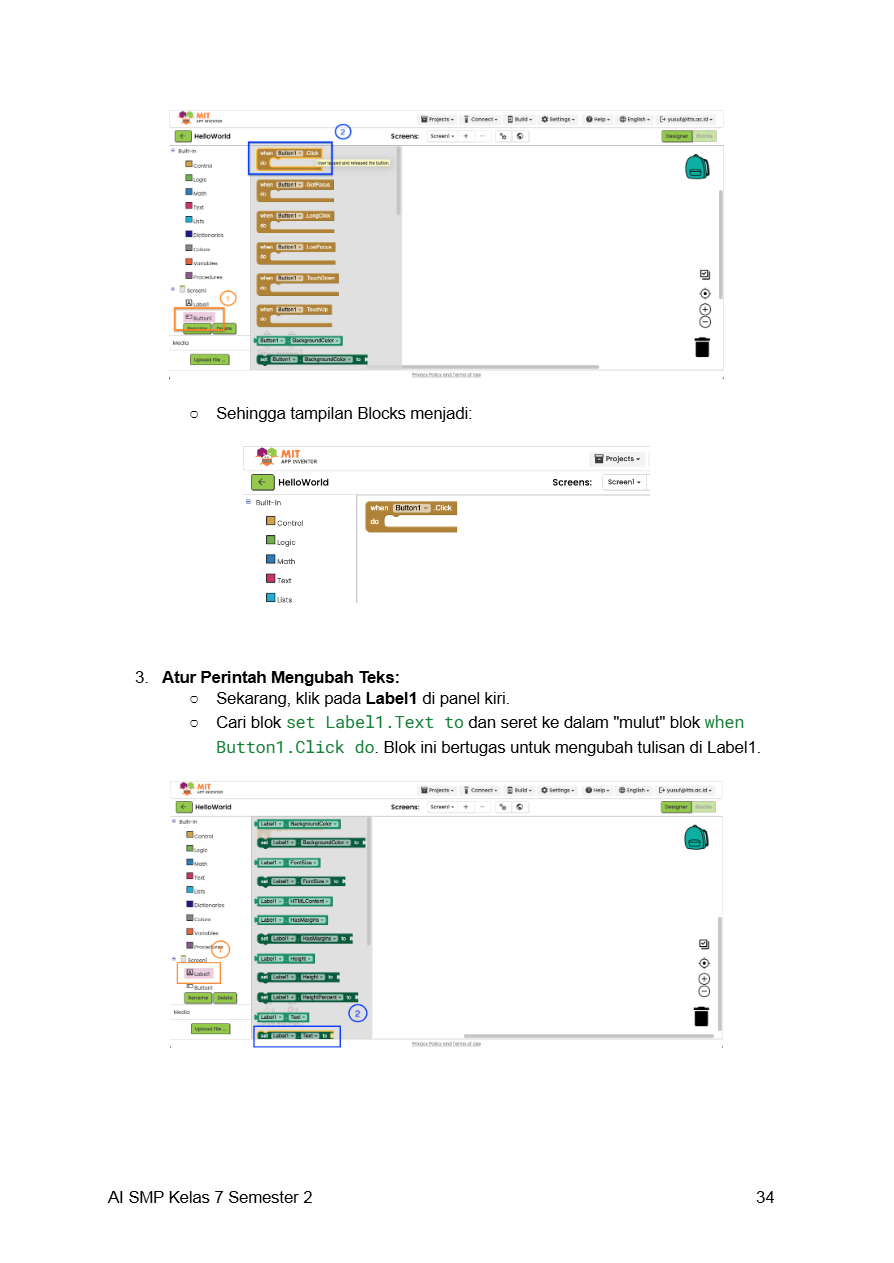 MIT
APP INVENTOR
Projects
Connect
Build
Settings
Help
English
yusuf@itts.ac.id
HelloWorld
2
Screens:
Screen1
Designer
Blocks
Built-in
Control
Logic
Math
Text
Lists
Dictionaries
Colors
Variables
Procedures
Screen1
1
Label1
Button1
Rename
Delete
Media
Upload File ...
when Button1 .Click
do
User tapped and released the button.
when Button1 .GotFocus
do
when Button1 .LongClick
do
when Button1 .LostFocus
do
when Button1 .TouchDown
do
when Button1 .TouchUp
do
Button1 . BackgroundColor
set Button1 . BackgroundColor to
Privacy Policy and Terms of Use
○ Sehingga tampilan Blocks menjadi:
MIT
APP INVENTOR
Projects
HelloWorld
Screens:
Screen1
Built-in
Control
Logic
Math
Text
Lists
when Button1 .Click
do
3. Atur Perintah Mengubah Teks:
○ Sekarang, klik pada Label1 di panel kiri.
○ Cari blok set Label1.Text to dan seret ke dalam "mulut" blok when
Button1.Click do. Blok ini bertugas untuk mengubah tulisan di Label1.
MIT
APP INVENTOR
Projects
Connect
Build
Settings
Help
English
yusuf@itts.ac.id
HelloWorld
Screens:
Screen1
Designer
Blocks
Built-in
Control
Logic
Math
Text
Lists
Dictionaries
Colors
Variables
Procedures
1
Screen1
Label1
Button1
Rename
Delete
Media
Upload File ...
Label1 . BackgroundColor
set Label1 . BackgroundColor to
Label1 . FontSize
set Label1 . FontSize to
Label1 . HTMLContent
Label1 . HasMargins
set Label1 . HasMargins to
Label1 . Height
set Label1 . Height to
set Label1 . HeightPercent to
Label1 . Text
2
set Label1 . Text to
Privacy Policy and Terms of Use
AI SMP Kelas 7 Semester 2
34